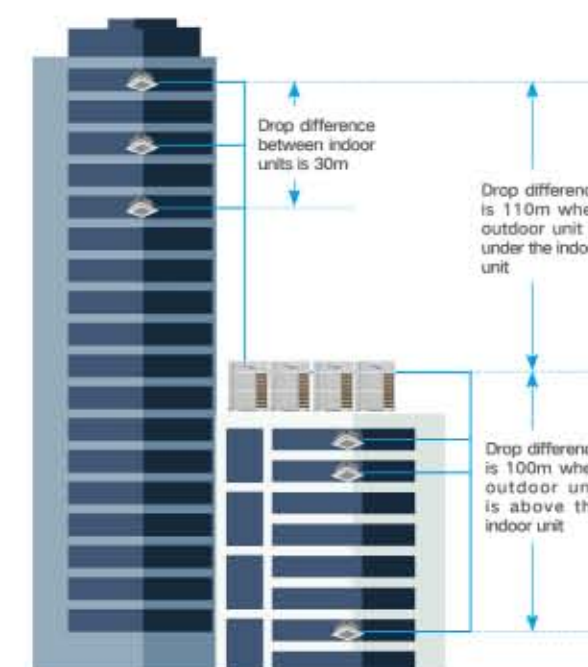 Drop difference
between indoor
units is 30m
Drop differenc
is 110m whe
outdoor unit
under the indo
unit
Drop differenc
is 100m whe
outdoor un
is above th
indoor unit